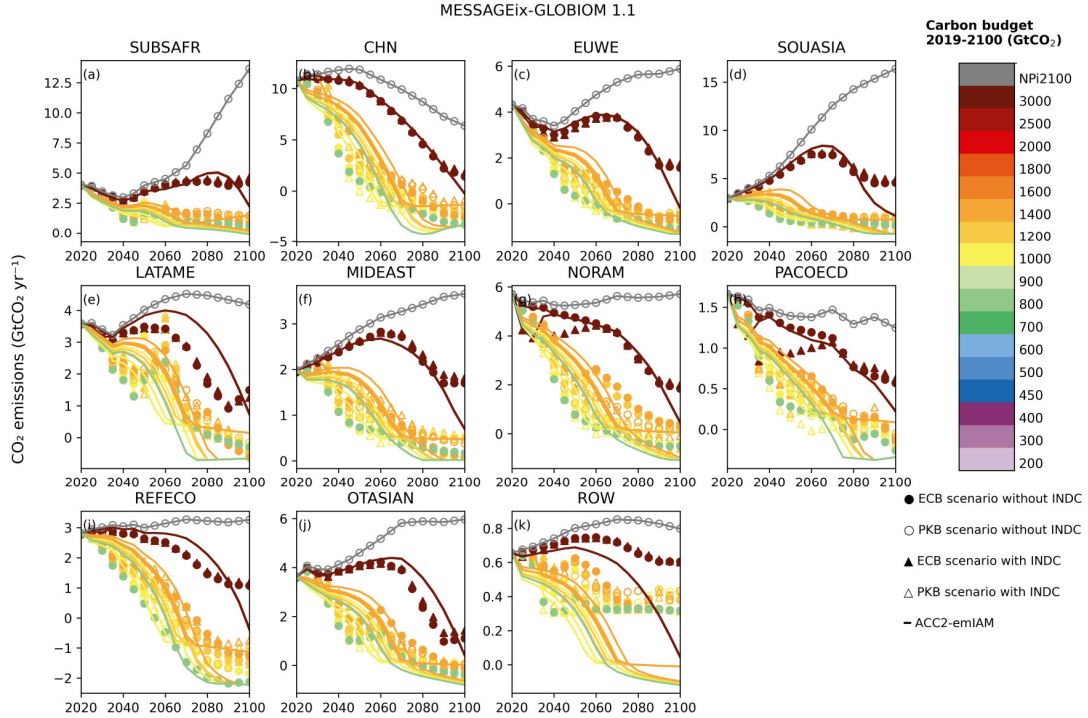 MESSAGEix-GLOBIOM 1.1
Carbon budget
2019-2100 (GtCO₂)
SUBSAFR CHN EUWE SOUASIA
(a) (b) (c) (d)
12.5 10.0 7.5 5.0 2.5 0.0
10 5 0 −5
6 4 2 0
15 10 5 0
2020 2040 2060 2080 2100 2020 2040 2060 2080 2100 2020 2040 2060 2080 2100 2020 2040 2060 2080 2100
LATAME MIDEAST NORAM PACOECD
(e) (f) (g) (h)
CO₂ emissions (GtCO₂ yr⁻¹)
4 3 2 1 0
3 2 1 0
6 4 2 0
1.5 1.0 0.5 0.0
2020 2040 2060 2080 2100 2020 2040 2060 2080 2100 2020 2040 2060 2080 2100 2020 2040 2060 2080 2100
REFECO OTASIAN ROW
(i) (j) (k)
3 2 1 0 −1 −2
6 4 2 0
0.8 0.6 0.4 0.2 0.0
2020 2040 2060 2080 2100 2020 2040 2060 2080 2100 2020 2040 2060 2080 2100
NPi2100
3000
2500
2000
1800
1600
1400
1200
1000
900
800
700
600
500
450
400
300
200
ECB scenario without INDC
PKB scenario without INDC
ECB scenario with INDC
PKB scenario with INDC
ACC2-emIAM